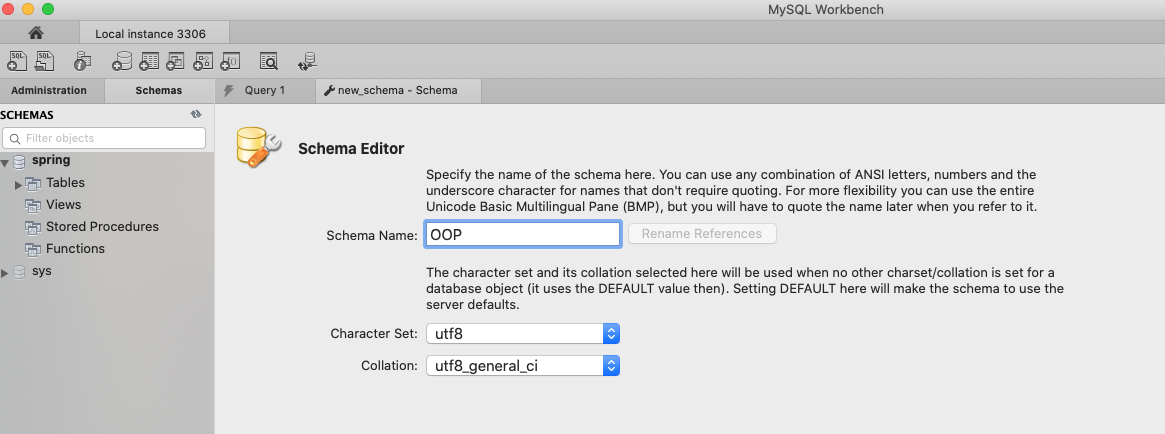 MySQL Workbench
Local instance 3306
SQL SQL
Administration Schemas Query 1 new_schema - Schema
SCHEMAS
Filter objects
spring
Tables
Views
Stored Procedures
Functions
sys
Schema Editor
Specify the name of the schema here. You can use any combination of ANSI letters, numbers and the
underscore character for names that don't require quoting. For more flexibility you can use the entire
Unicode Basic Multilingual Pane (BMP), but you will have to quote the name later when you refer to it.
Schema Name: OOP Rename References
The character set and its collation selected here will be used when no other charset/collation is set for a
database object (it uses the DEFAULT value then). Setting DEFAULT here will make the schema to use the
server defaults.
Character Set: utf8
Collation: utf8_general_ci